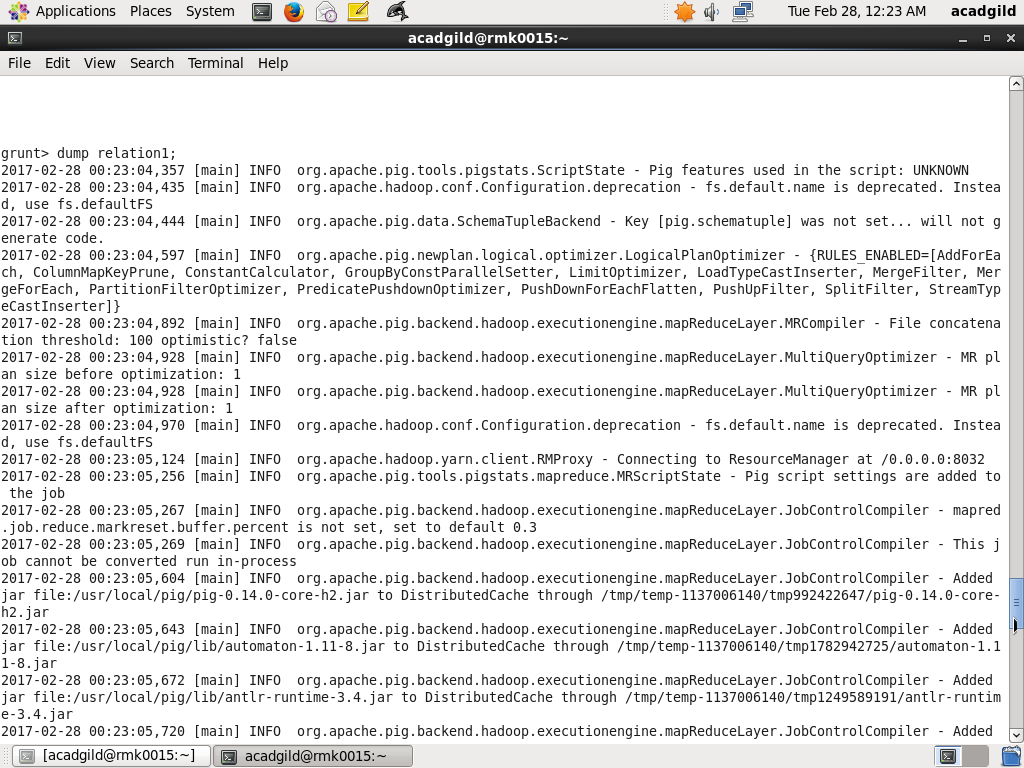 Applications Places System Tue Feb 28, 12:23 AM acadgild
acadgild@rmk0015:~
File Edit View Search Terminal Help
grunt> dump relation1;
2017-02-28 00:23:04,357 [main] INFO  org.apache.pig.tools.pigstats.ScriptState - Pig features used in the script: UNKNOWN
2017-02-28 00:23:04,435 [main] INFO  org.apache.hadoop.conf.Configuration.deprecation - fs.default.name is deprecated. Instea
d, use fs.defaultFS
2017-02-28 00:23:04,444 [main] INFO  org.apache.pig.data.SchemaTupleBackend - Key [pig.schematuple] was not set... will not g
enerate code.
2017-02-28 00:23:04,597 [main] INFO  org.apache.pig.newplan.logical.optimizer.LogicalPlanOptimizer - {RULES_ENABLED=[AddForEa
ch, ColumnMapKeyPrune, ConstantCalculator, GroupByConstParallelSetter, LimitOptimizer, LoadTypeCastInserter, MergeFilter, Mer
geForEach, PartitionFilterOptimizer, PredicatePushdownOptimizer, PushDownForEachFlatten, PushUpFilter, SplitFilter, StreamTyp
eCastInserter]}
2017-02-28 00:23:04,892 [main] INFO  org.apache.pig.backend.hadoop.executionengine.mapReduceLayer.MRCompiler - File concatena
tion threshold: 100 optimistic? false
2017-02-28 00:23:04,928 [main] INFO  org.apache.pig.backend.hadoop.executionengine.mapReduceLayer.MultiQueryOptimizer - MR pl
an size before optimization: 1
2017-02-28 00:23:04,928 [main] INFO  org.apache.pig.backend.hadoop.executionengine.mapReduceLayer.MultiQueryOptimizer - MR pl
an size after optimization: 1
2017-02-28 00:23:04,970 [main] INFO  org.apache.hadoop.conf.Configuration.deprecation - fs.default.name is deprecated. Instea
d, use fs.defaultFS
2017-02-28 00:23:05,124 [main] INFO  org.apache.hadoop.yarn.client.RMProxy - Connecting to ResourceManager at /0.0.0.0:8032
2017-02-28 00:23:05,256 [main] INFO  org.apache.pig.tools.pigstats.mapreduce.MRScriptState - Pig script settings are added to
 the job
2017-02-28 00:23:05,267 [main] INFO  org.apache.pig.backend.hadoop.executionengine.mapReduceLayer.JobControlCompiler - mapred
.job.reduce.markreset.buffer.percent is not set, set to default 0.3
2017-02-28 00:23:05,269 [main] INFO  org.apache.pig.backend.hadoop.executionengine.mapReduceLayer.JobControlCompiler - This j
ob cannot be converted run in-process
2017-02-28 00:23:05,604 [main] INFO  org.apache.pig.backend.hadoop.executionengine.mapReduceLayer.JobControlCompiler - Added
jar file:/usr/local/pig/pig-0.14.0-core-h2.jar to DistributedCache through /tmp/temp-1137006140/tmp992422647/pig-0.14.0-core-
h2.jar
2017-02-28 00:23:05,643 [main] INFO  org.apache.pig.backend.hadoop.executionengine.mapReduceLayer.JobControlCompiler - Added
jar file:/usr/local/pig/lib/automaton-1.11-8.jar to DistributedCache through /tmp/temp-1137006140/tmp1782942725/automaton-1.1
1-8.jar
2017-02-28 00:23:05,672 [main] INFO  org.apache.pig.backend.hadoop.executionengine.mapReduceLayer.JobControlCompiler - Added
jar file:/usr/local/pig/lib/antlr-runtime-3.4.jar to DistributedCache through /tmp/temp-1137006140/tmp1249589191/antlr-runtim
e-3.4.jar
2017-02-28 00:23:05,720 [main] INFO  org.apache.pig.backend.hadoop.executionengine.mapReduceLayer.JobControlCompiler - Added
[acadgild@rmk0015:~] acadgild@rmk0015:~